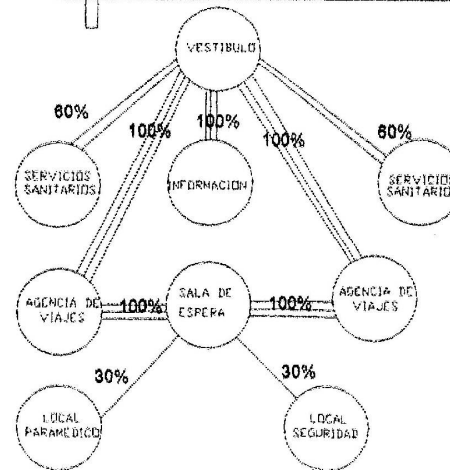 VESTIBULO
60%
100%
100%
100%
60%
SERVICIOS
SANITARIOS
INFORMACION
SERVICIOS
SANITARIO
AGENCIA DE
VIAJES
100%
SALA DE
ESPERA
100%
AGENCIA DE
VIAJES
30%
30%
LOCAL
PARAMEDICO
LOCAL
SEGURIDAD